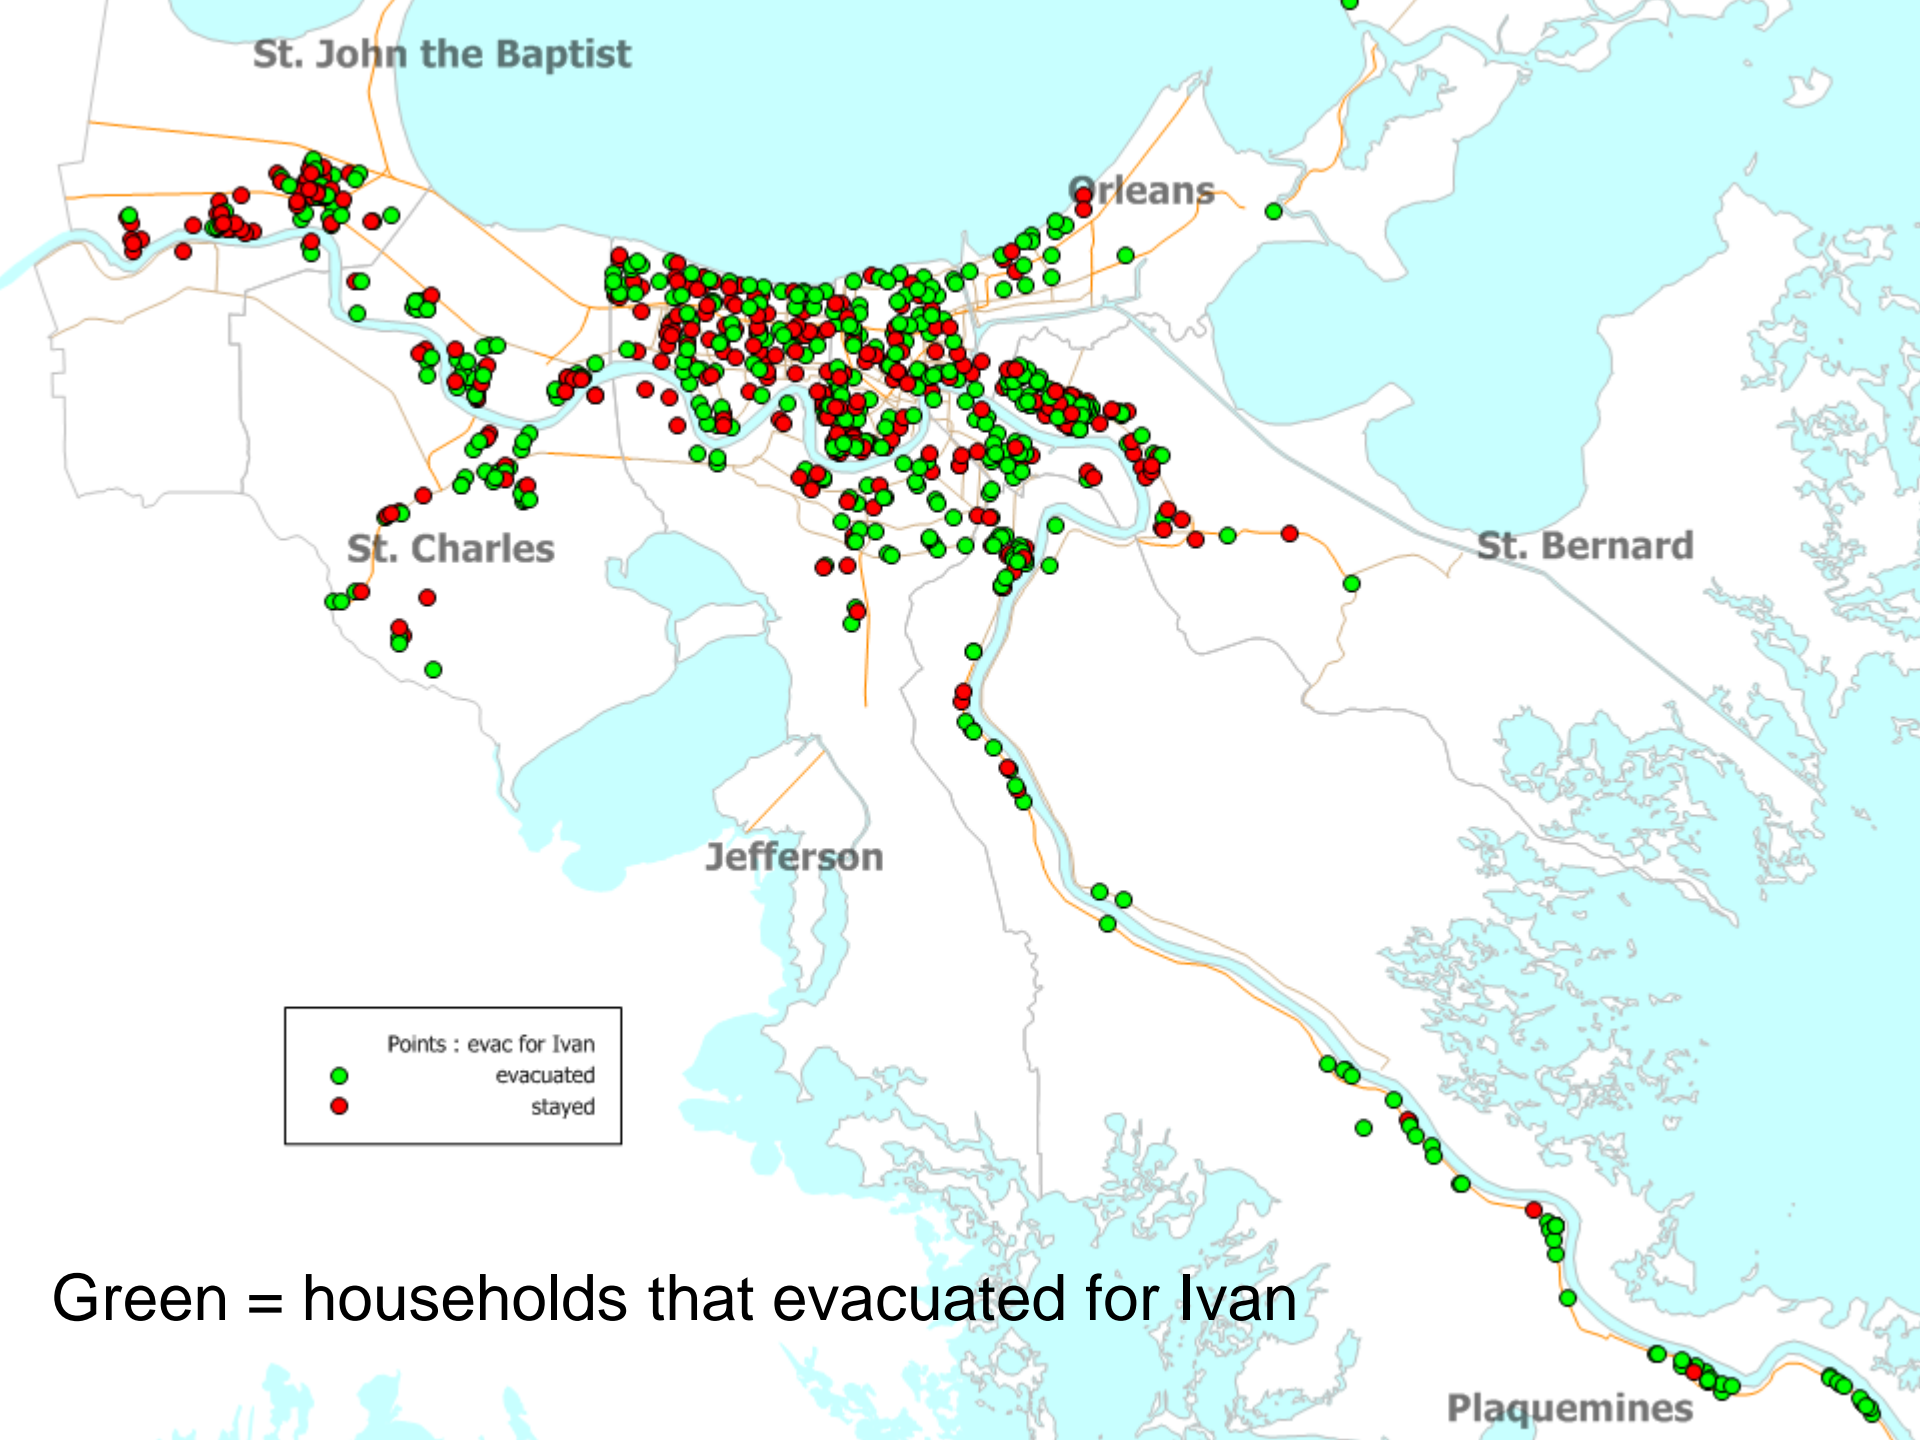 St. John the Baptist
Orleans
St. Charles
St. Bernard
Jefferson
Points : evac for Ivan
evacuated
stayed
Green = households that evacuated for Ivan
Plaquemines